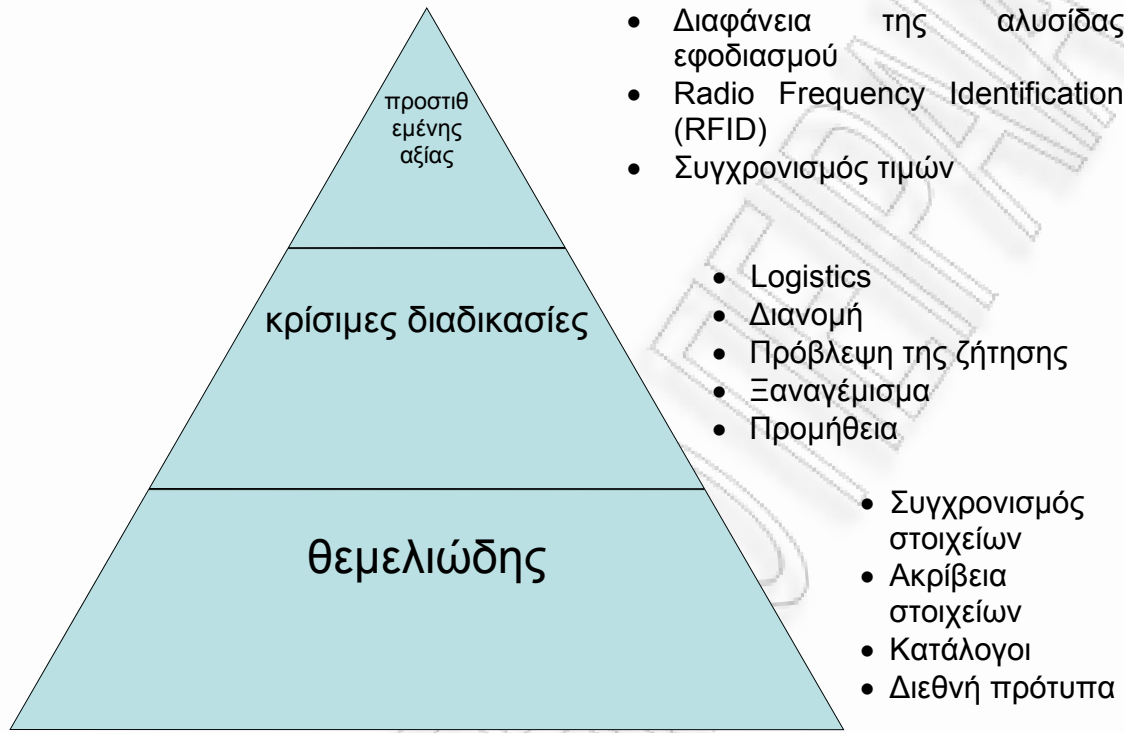 προστιθ
εμένης
αξίας
• Διαφάνεια της αλυσίδας
εφοδιασμού
• Radio Frequency Identification
(RFID)
• Συγχρονισμός τιμών
κρίσιμες διαδικασίες
• Logistics
• Διανομή
• Πρόβλεψη της ζήτησης
• Ξαναγέμισμα
• Προμήθεια
θεμελιώδης
• Συγχρονισμός
στοιχείων
• Ακρίβεια
στοιχείων
• Κατάλογοι
• Διεθνή πρότυπα